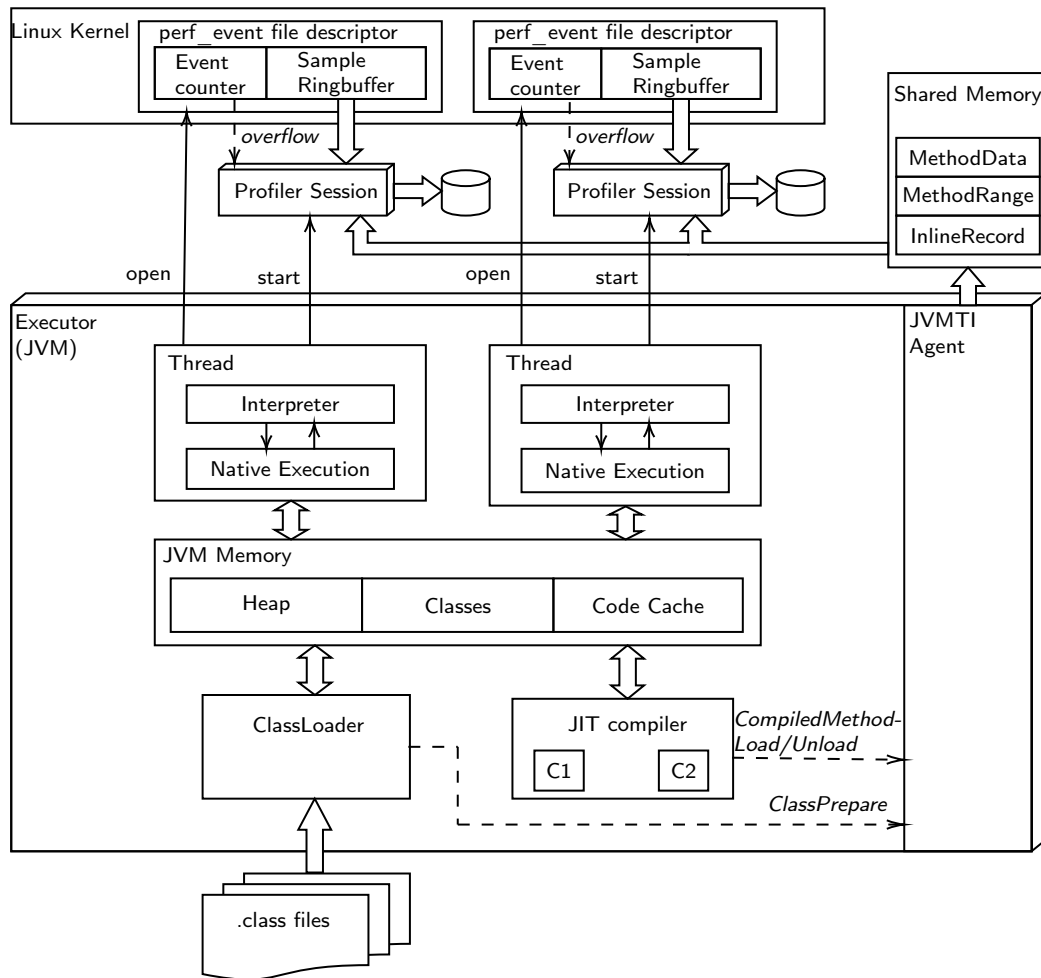 Linux Kernel
perf_event file descriptor
Event
counter
Sample
Ringbuffer
perf_event file descriptor
Event
counter
Sample
Ringbuffer
Shared Memory
MethodData
MethodRange
InlineRecord
overflow
overflow
Profiler Session
Profiler Session
open
start
open
start
Executor
(JVM)
JVMTI
Agent
Thread
Interpreter
Native Execution
Thread
Interpreter
Native Execution
JVM Memory
Heap
Classes
Code Cache
ClassLoader
JIT compiler
C1
C2
CompiledMethod-
Load/Unload
ClassPrepare
.class files